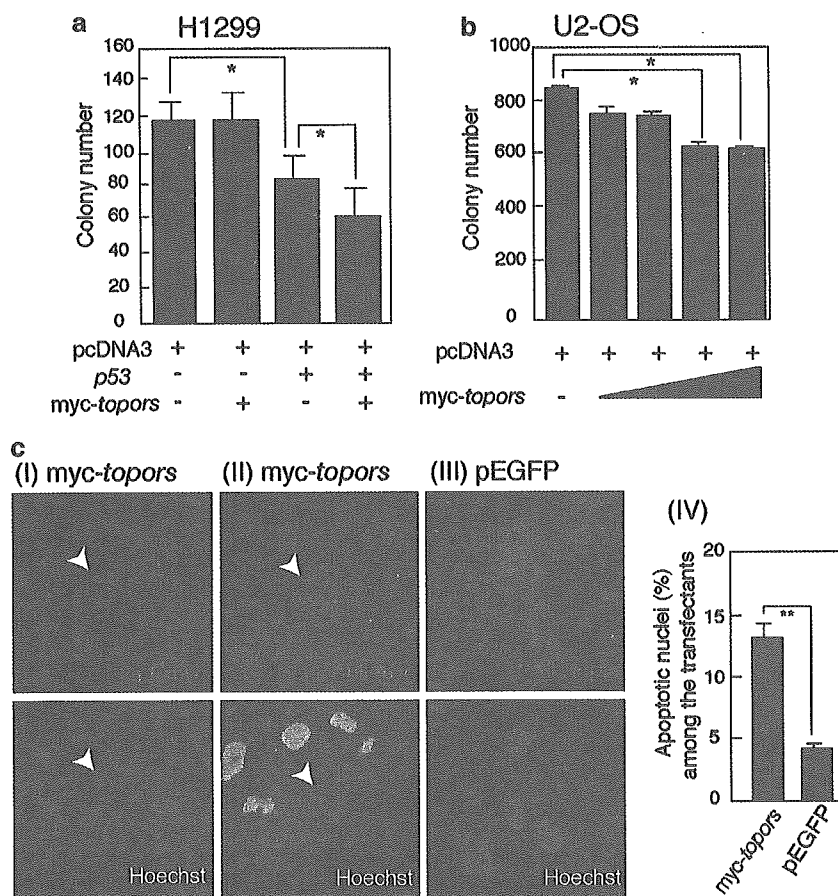 a H1299
160
140
120
100
80
60
40
20
0
Colony number
*
*
pcDNA3 + + + +
p53 - - + +
myc-topors - + - +
b U2-OS
1000
800
600
400
200
0
Colony number
*
*
pcDNA3 + + + + +
myc-topors -
c
(I) myc-topors (II) myc-topors (III) pEGFP
Hoechst Hoechst Hoechst
(IV)
20
15
10
5
0
Apoptotic nuclei (%)
among the transfectants
**
myc-topors pEGFP